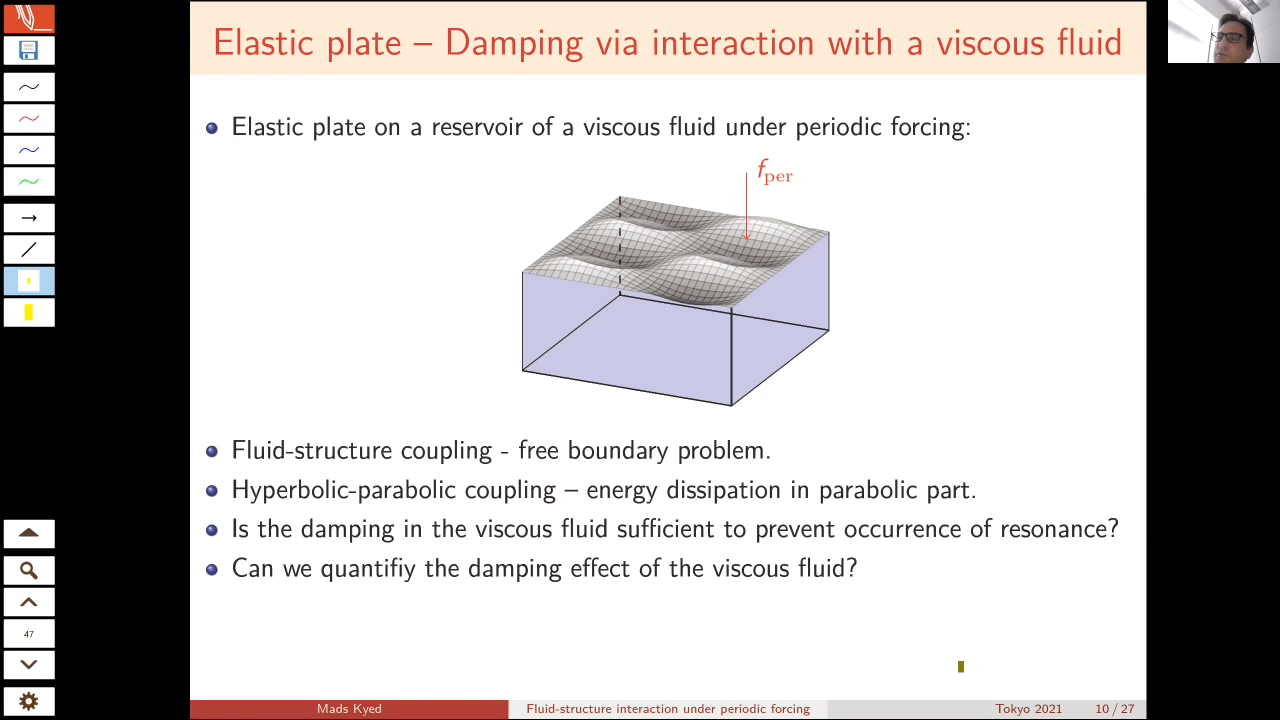 Elastic plate – Damping via interaction with a viscous fluid
Elastic plate on a reservoir of a viscous fluid under periodic forcing:
f_per
Fluid-structure coupling - free boundary problem.
Hyperbolic-parabolic coupling – energy dissipation in parabolic part.
Is the damping in the viscous fluid sufficient to prevent occurrence of resonance?
Can we quantifiy the damping effect of the viscous fluid?
47
Mads Kyed
Fluid-structure interaction under periodic forcing
Tokyo 2021
10 / 27